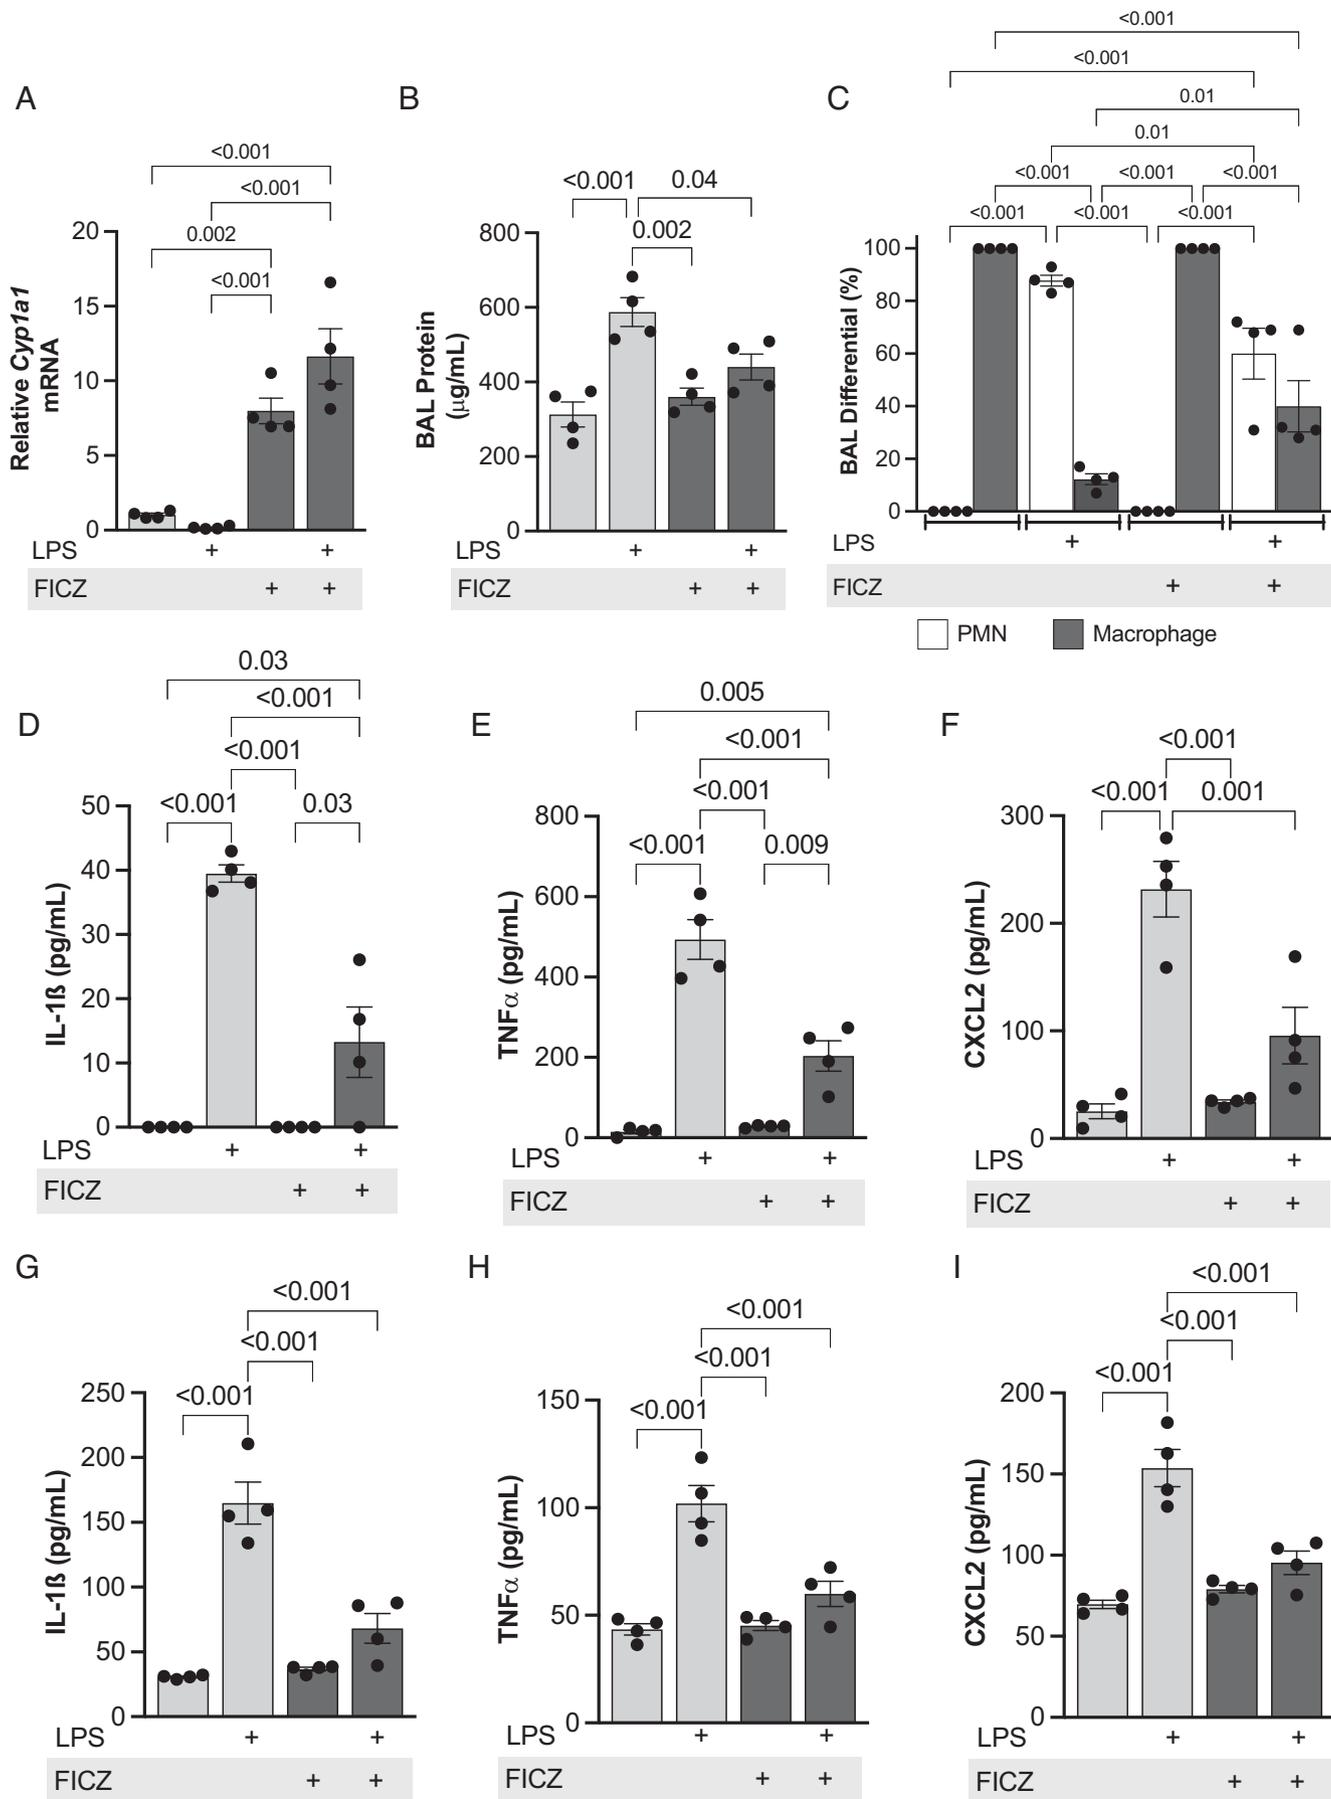 <0.001
<0.001
A
B
C
0.01
0.01
<0.001
<0.001
<0.001 <0.001 <0.001
<0.001 0.04
<0.001 <0.001 <0.001
0.002
0.002
<0.001
Relative Cyp1a1
mRNA
20
15
10
5
0
LPS + +
FICZ + +
BAL Protein
(µg/mL)
800
600
400
200
0
LPS + +
FICZ + +
BAL Differential (%)
100
80
60
40
20
0
LPS + +
FICZ + +
PMN Macrophage
D
0.03
<0.001
<0.001
<0.001 0.03
IL-1ß (pg/mL)
50
40
30
20
10
0
LPS + +
FICZ + +
E
0.005
<0.001
<0.001
<0.001 0.009
TNFα (pg/mL)
800
600
400
200
0
LPS + +
FICZ + +
F
<0.001
<0.001 0.001
CXCL2 (pg/mL)
300
200
100
0
LPS + +
FICZ + +
G
<0.001
<0.001
<0.001
IL-1ß (pg/mL)
250
200
150
100
50
0
LPS + +
FICZ + +
H
<0.001
<0.001
<0.001
TNFα (pg/mL)
150
100
50
0
LPS + +
FICZ + +
I
<0.001
<0.001
<0.001
CXCL2 (pg/mL)
200
150
100
50
0
LPS + +
FICZ + +